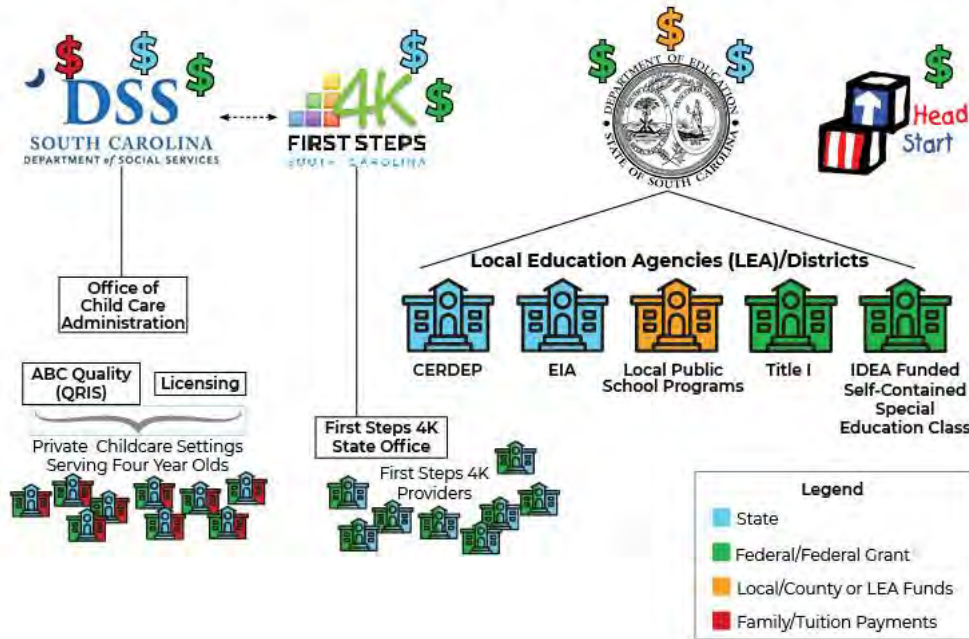 DSS
SOUTH CAROLINA
DEPARTMENT of SOCIAL SERVICES
4K
FIRST STEPS
SOUTH CAROLINA
DEPARTMENT OF EDUCATION
STATE OF SOUTH CAROLINA
Head
Start
Office of
Child Care
Administration
ABC Quality
(QRIS)
Licensing
Private Childcare Settings
Serving Four Year Olds
First Steps 4K
State Office
First Steps 4K
Providers
Local Education Agencies (LEA)/Districts
CERDEP
EIA
Local Public
School Programs
Title I
IDEA Funded
Self-Contained
Special
Education Class
Legend
State
Federal/Federal Grant
Local/County or LEA Funds
Family/Tuition Payments